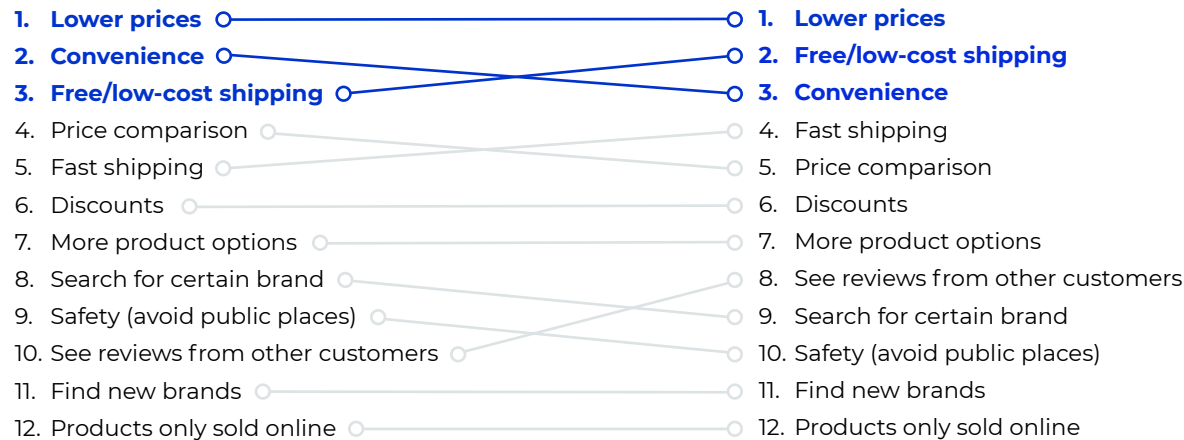 1. Lower prices
2. Convenience
3. Free/low-cost shipping
4. Price comparison
5. Fast shipping
6. Discounts
7. More product options
8. Search for certain brand
9. Safety (avoid public places)
10. See reviews from other customers
11. Find new brands
12. Products only sold online
1. Lower prices
2. Free/low-cost shipping
3. Convenience
4. Fast shipping
5. Price comparison
6. Discounts
7. More product options
8. See reviews from other customers
9. Search for certain brand
10. Safety (avoid public places)
11. Find new brands
12. Products only sold online